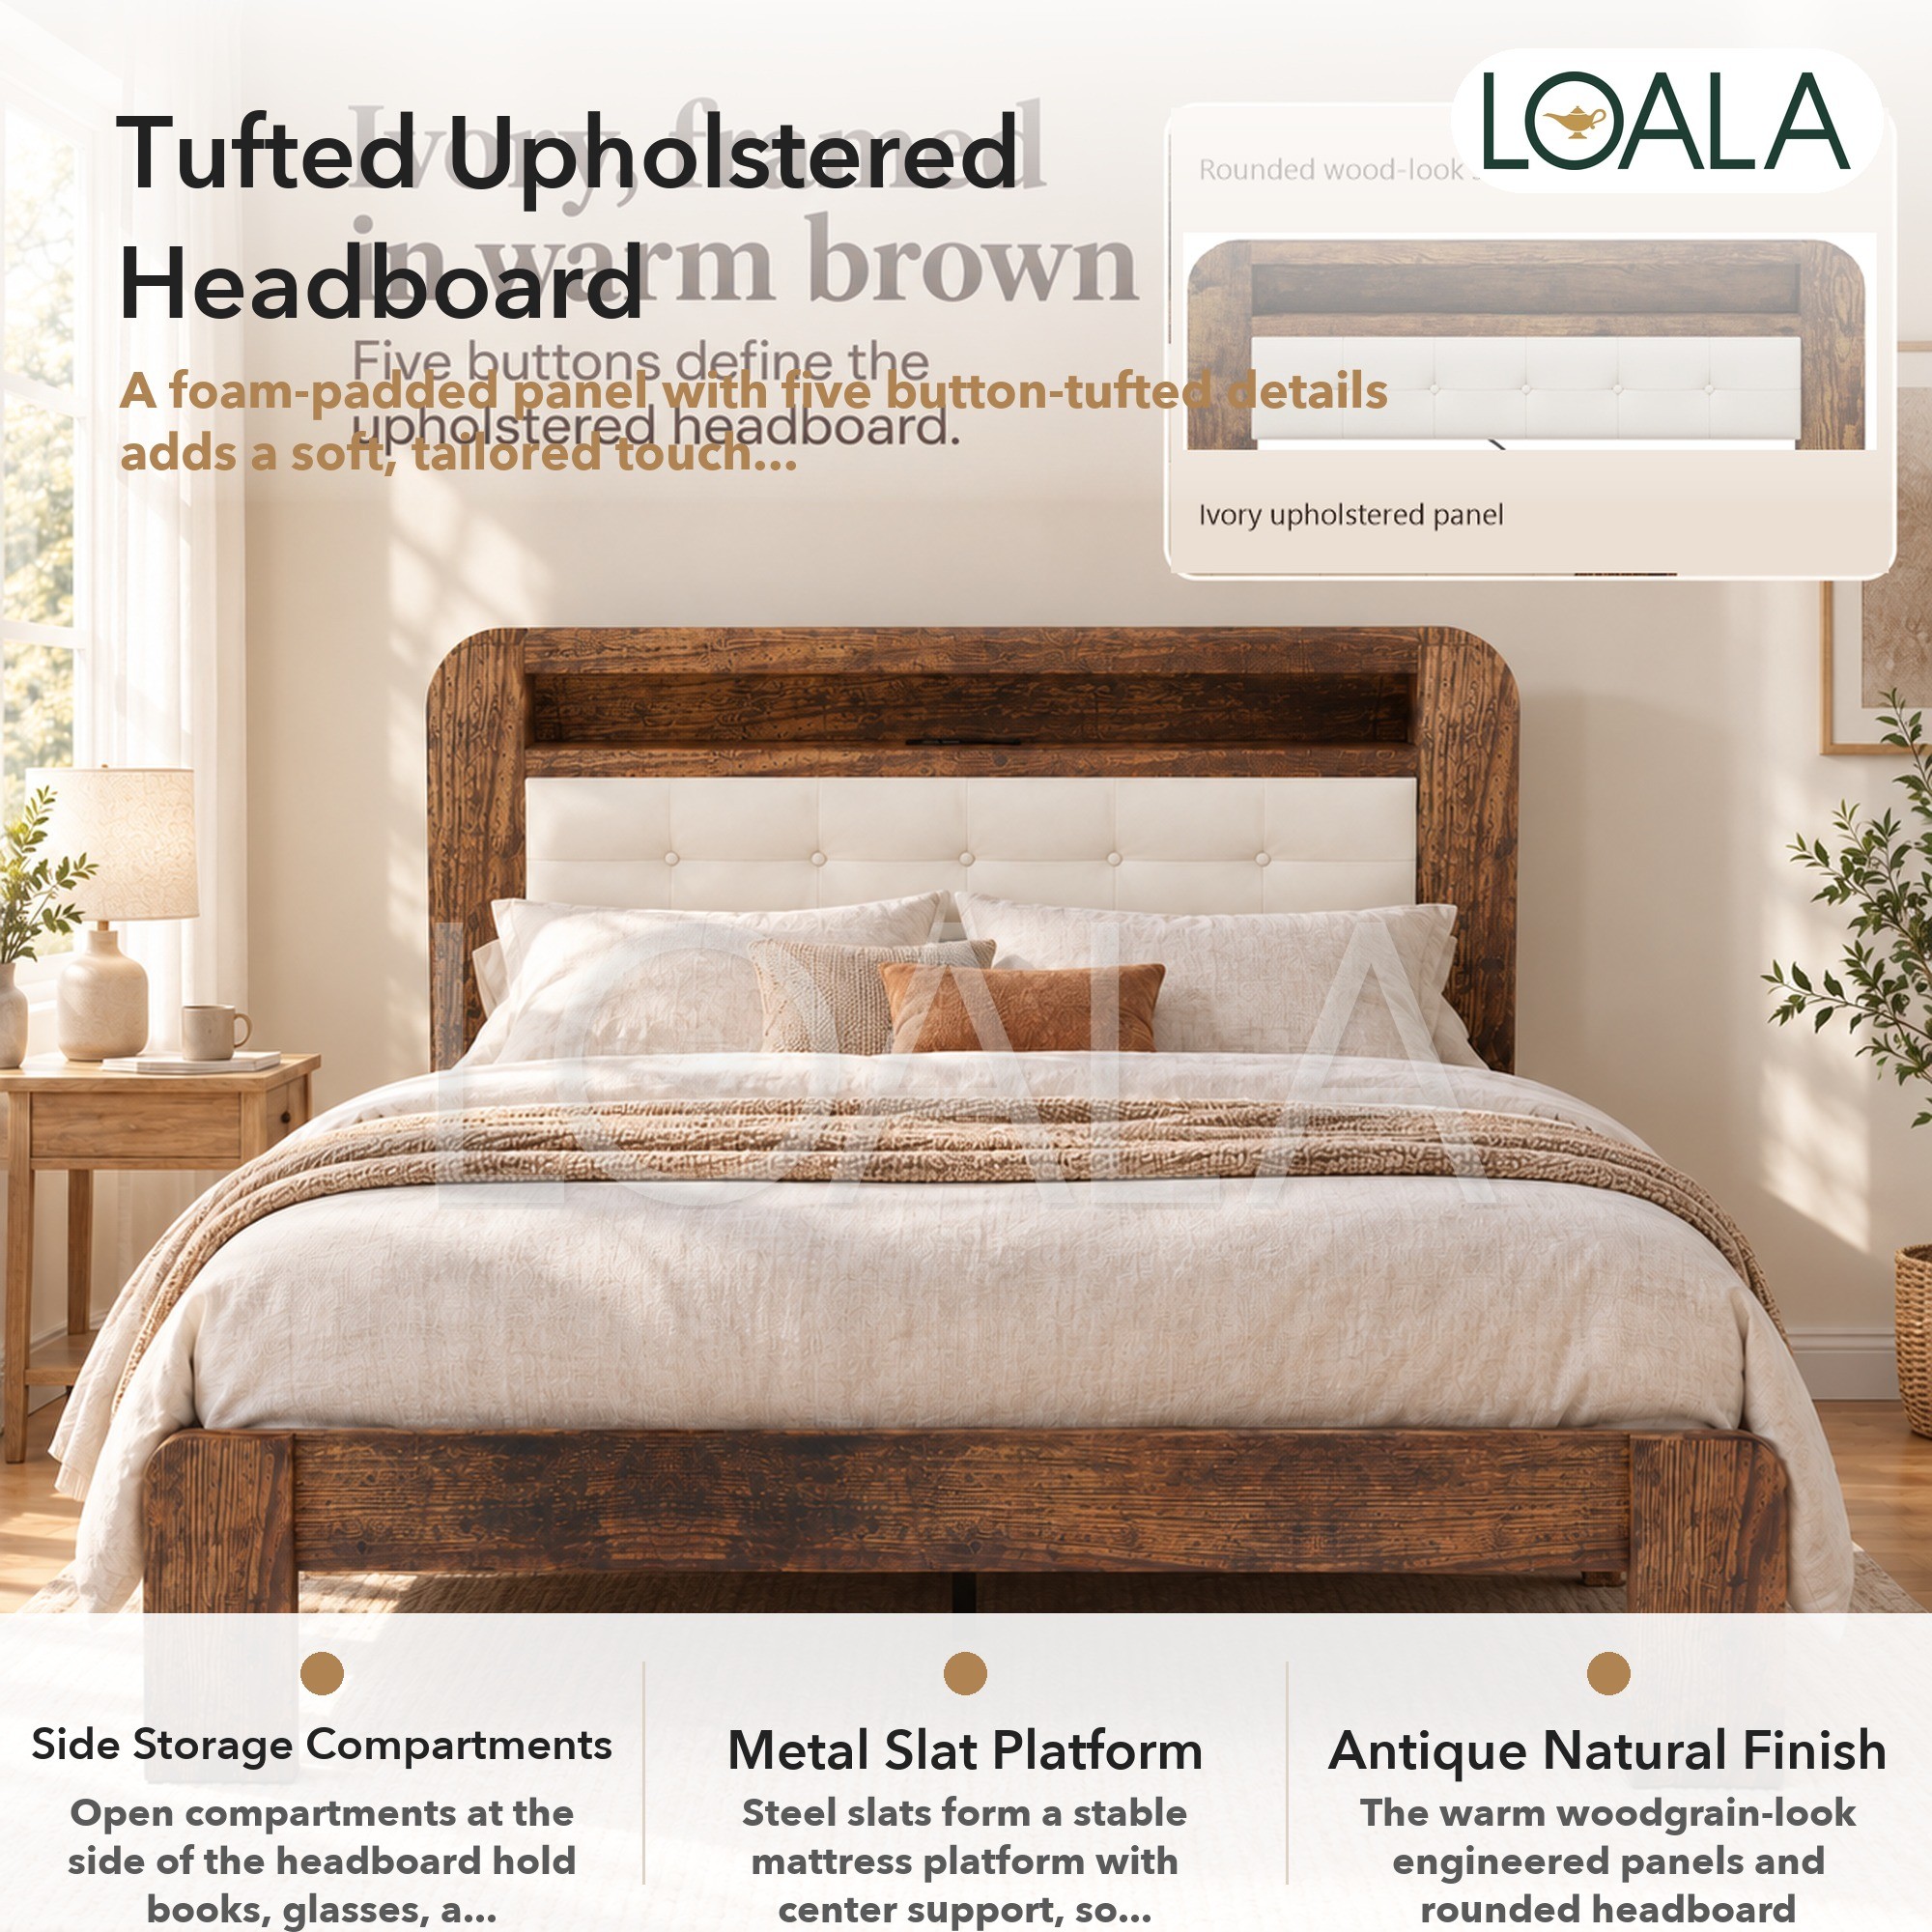 LOALA
Tufted Upholstered
Headboard
Ivory, framed
in warm brown
Five buttons define the
upholstered headboard.
A foam-padded panel with five button-tufted details
adds a soft, tailored touch...
Rounded wood-look
Ivory upholstered panel
LOALA
Side Storage Compartments
Open compartments at the
side of the headboard hold
books, glasses, a...
Metal Slat Platform
Steel slats form a stable
mattress platform with
center support, so...
Antique Natural Finish
The warm woodgrain-look
engineered panels and
rounded headboard